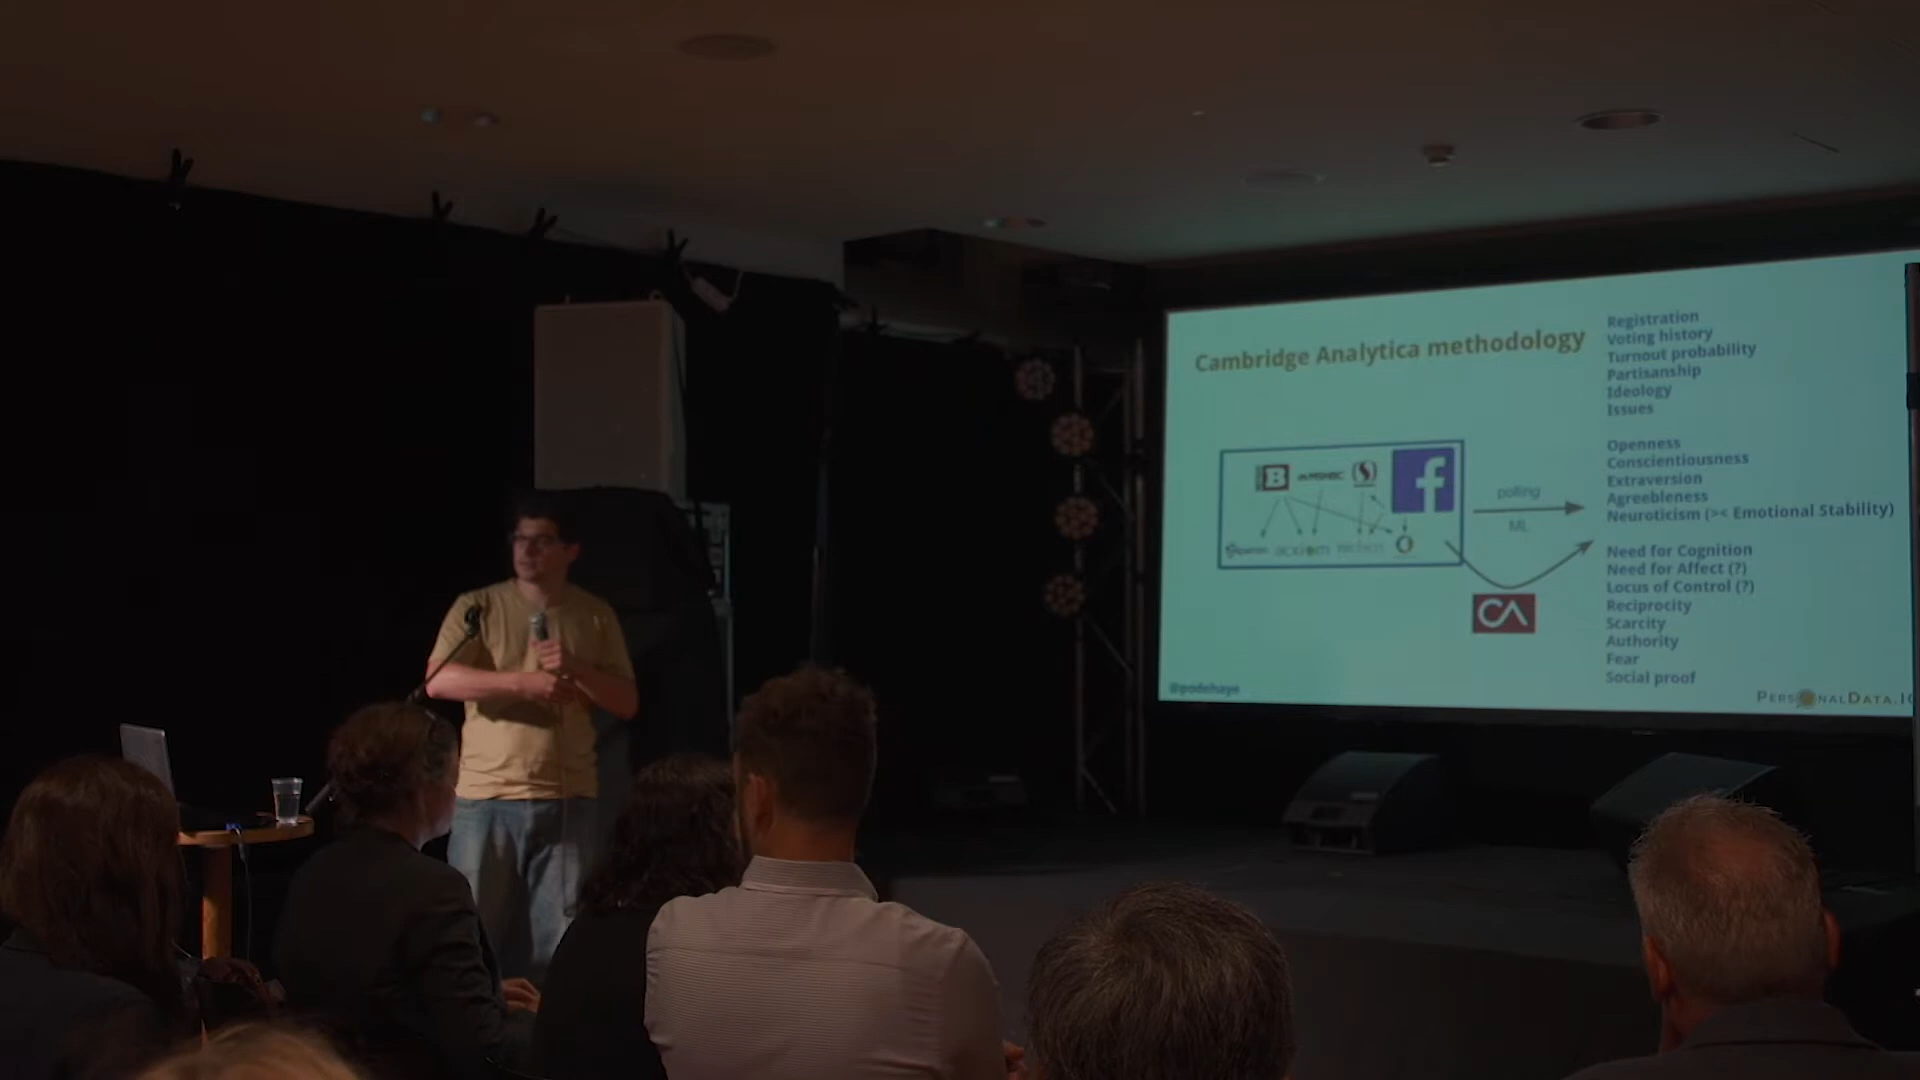 Cambridge Analytica methodology
Registration
Voting history
Turnout probability
Partisanship
Ideology
Issues
Openness
Conscientiousness
Extraversion
Agreebleness
Neuroticism (>< Emotional Stability)
Need for Cognition
Need for Affect (?)
Locus of Control (?)
Reciprocity
Scarcity
Authority
Fear
Social proof
B
f
acxiom
polling
ML
CA
@podehaye
PERSONALDATA.IO